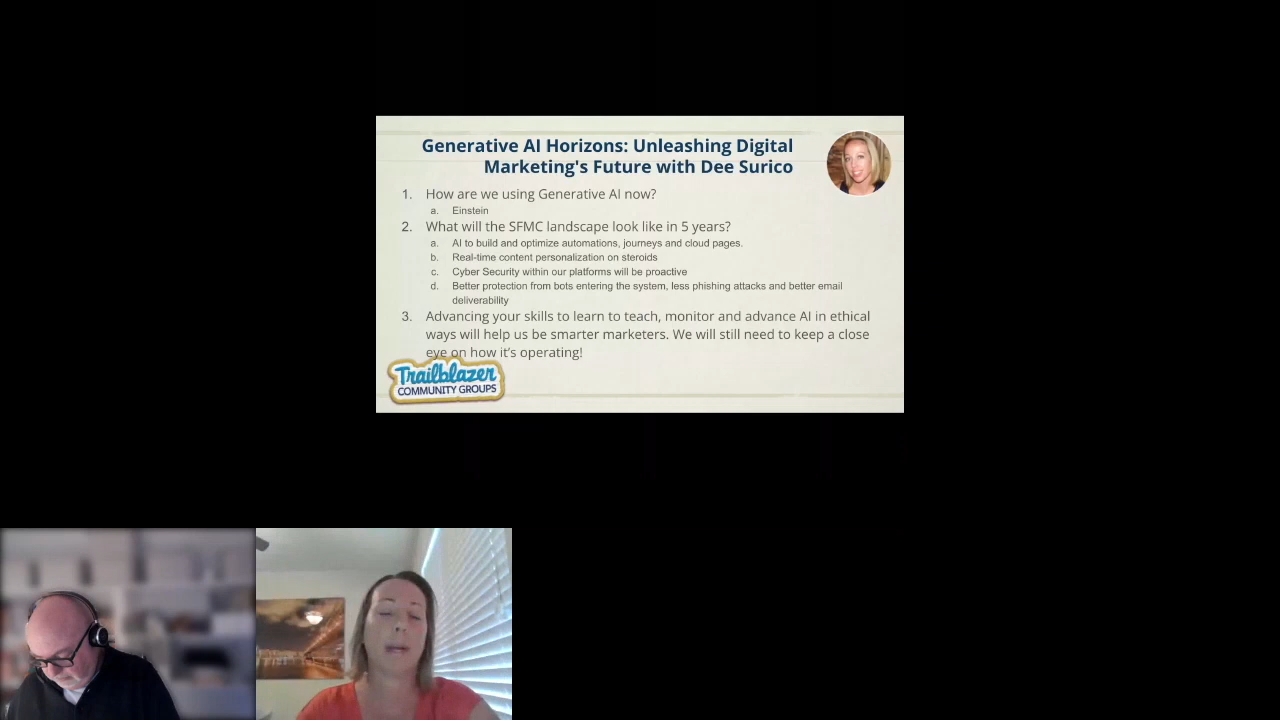 Generative AI Horizons: Unleashing Digital
Marketing's Future with Dee Surico
1. How are we using Generative AI now?
a. Einstein
2. What will the SFMC landscape look like in 5 years?
a. AI to build and optimize automations, journeys and cloud pages.
b. Real-time content personalization on steroids
c. Cyber Security within our platforms will be proactive
d. Better protection from bots entering the system, less phishing attacks and better email
deliverability
3. Advancing your skills to learn to teach, monitor and advance AI in ethical
ways will help us be smarter marketers. We will still need to keep a close
eye on how it's operating!
Trailblazer
COMMUNITY GROUPS